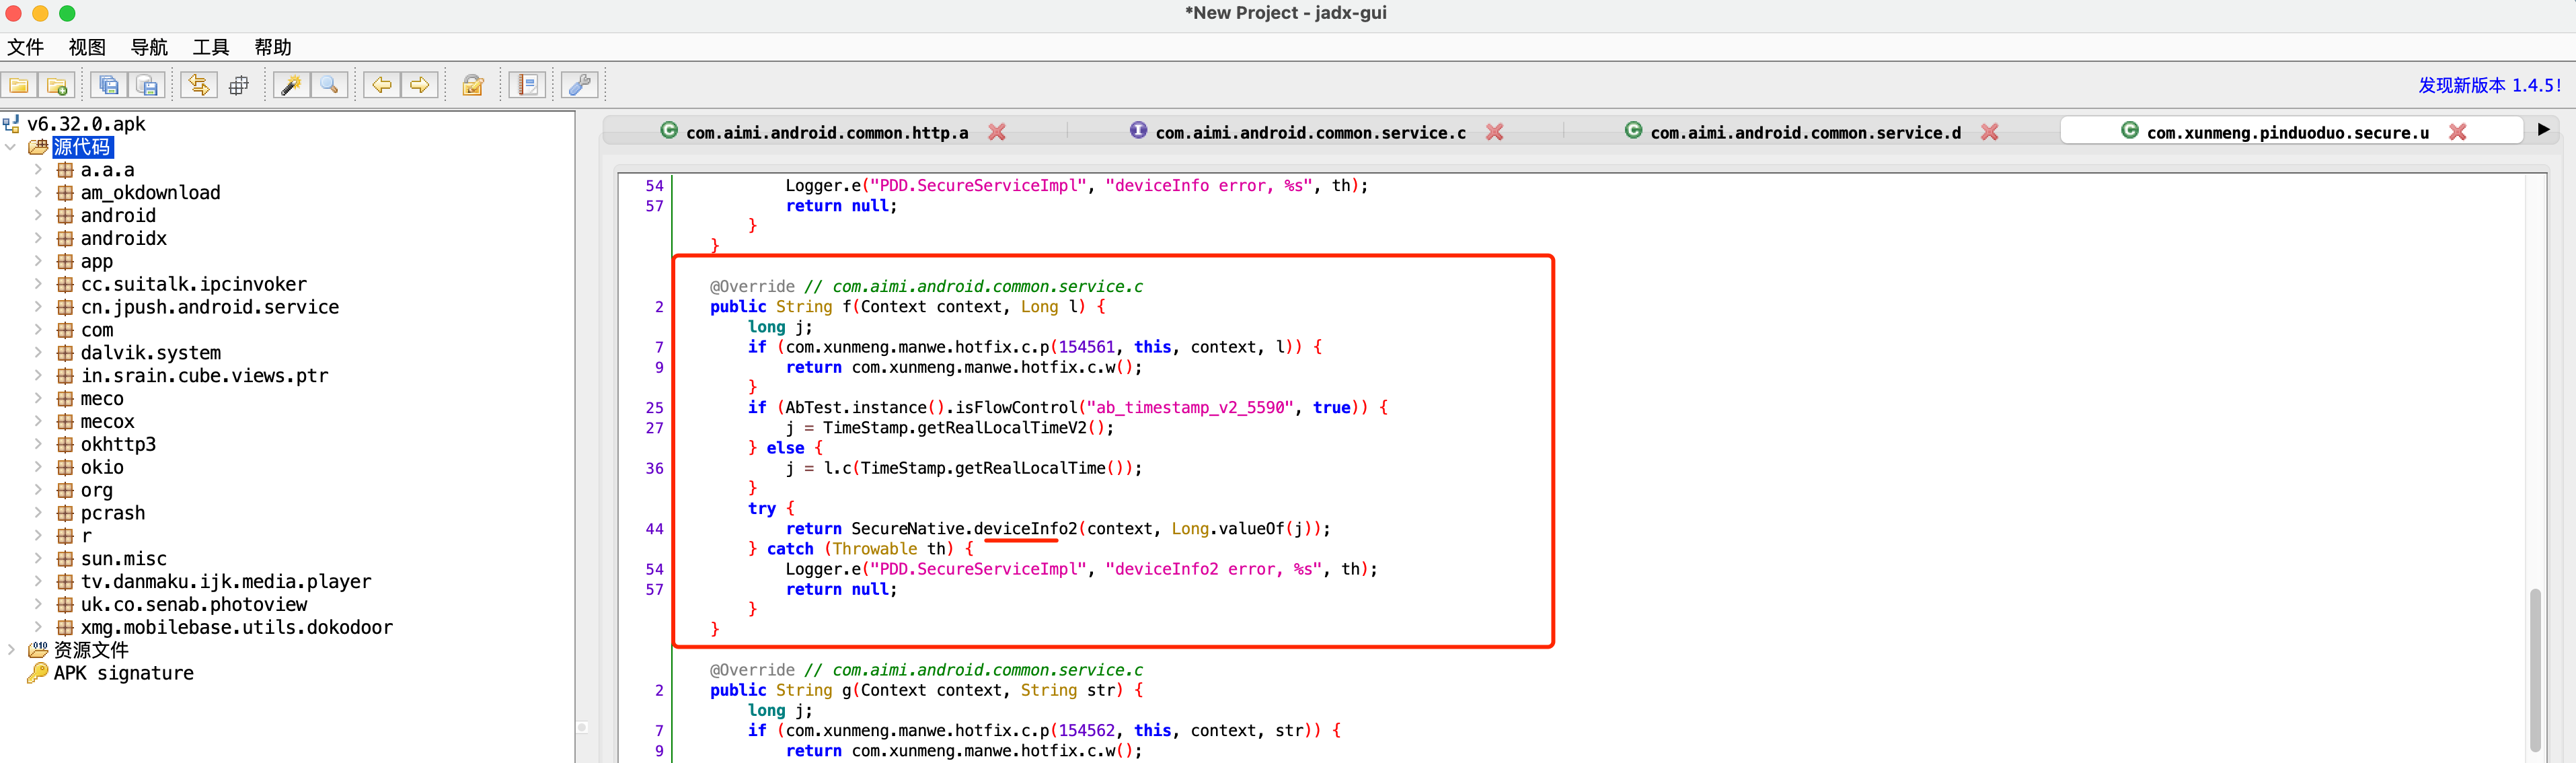 *New Project - jadx-gui
文件 视图 导航 工具 帮助
发现新版本 1.4.5!
v6.32.0.apk
源代码
a.a.a
am_okdownload
android
androidx
app
cc.suitalk.ipcinvoker
cn.jpush.android.service
com
dalvik.system
in.srain.cube.views.ptr
meco
mecox
okhttp3
okio
org
pcrash
r
sun.misc
tv.danmaku.ijk.media.player
uk.co.senab.photoview
xmg.mobilebase.utils.dokodoor
资源文件
APK signature
com.aimi.android.common.http.a com.aimi.android.common.service.c com.aimi.android.common.service.d com.xunmeng.pinduoduo.secure.u
54 Logger.e("PDD.SecureServiceImpl", "deviceInfo error, %s", th);
57 return null;
}
}
@Override // com.aimi.android.common.service.c
2 public String f(Context context, Long l) {
long j;
7 if (com.xunmeng.manwe.hotfix.c.p(154561, this, context, l)) {
9 return com.xunmeng.manwe.hotfix.c.w();
}
25 if (AbTest.instance().isFlowControl("ab_timestamp_v2_5590", true)) {
27 j = TimeStamp.getRealLocalTimeV2();
} else {
36 j = l.c(TimeStamp.getRealLocalTime());
}
try {
44 return SecureNative.deviceInfo2(context, Long.valueOf(j));
} catch (Throwable th) {
54 Logger.e("PDD.SecureServiceImpl", "deviceInfo2 error, %s", th);
57 return null;
}
}
@Override // com.aimi.android.common.service.c
2 public String g(Context context, String str) {
long j;
7 if (com.xunmeng.manwe.hotfix.c.p(154562, this, context, str)) {
9 return com.xunmeng.manwe.hotfix.c.w();